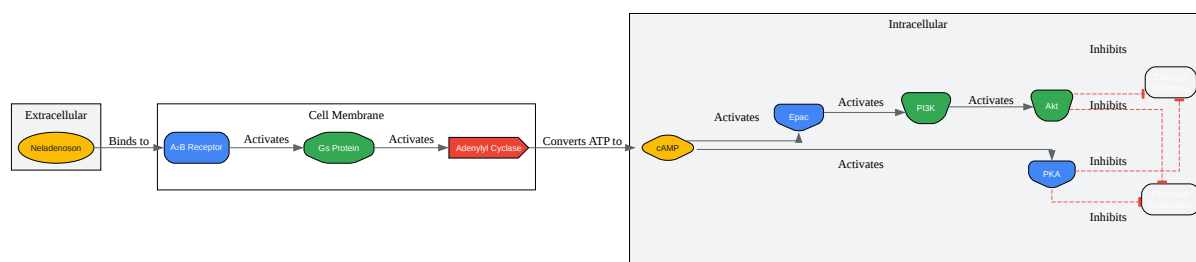 Intracellular
Inhibits
Extracellular
Cell Membrane
Neladenoson
Binds to
A₂B Receptor
Activates
Gs Protein
Activates
Adenylyl Cyclase
Converts ATP to
cAMP
Activates
Epac
Activates
PI3K
Activates
Akt
Inhibits
Activates
PKA
Inhibits
Inhibits